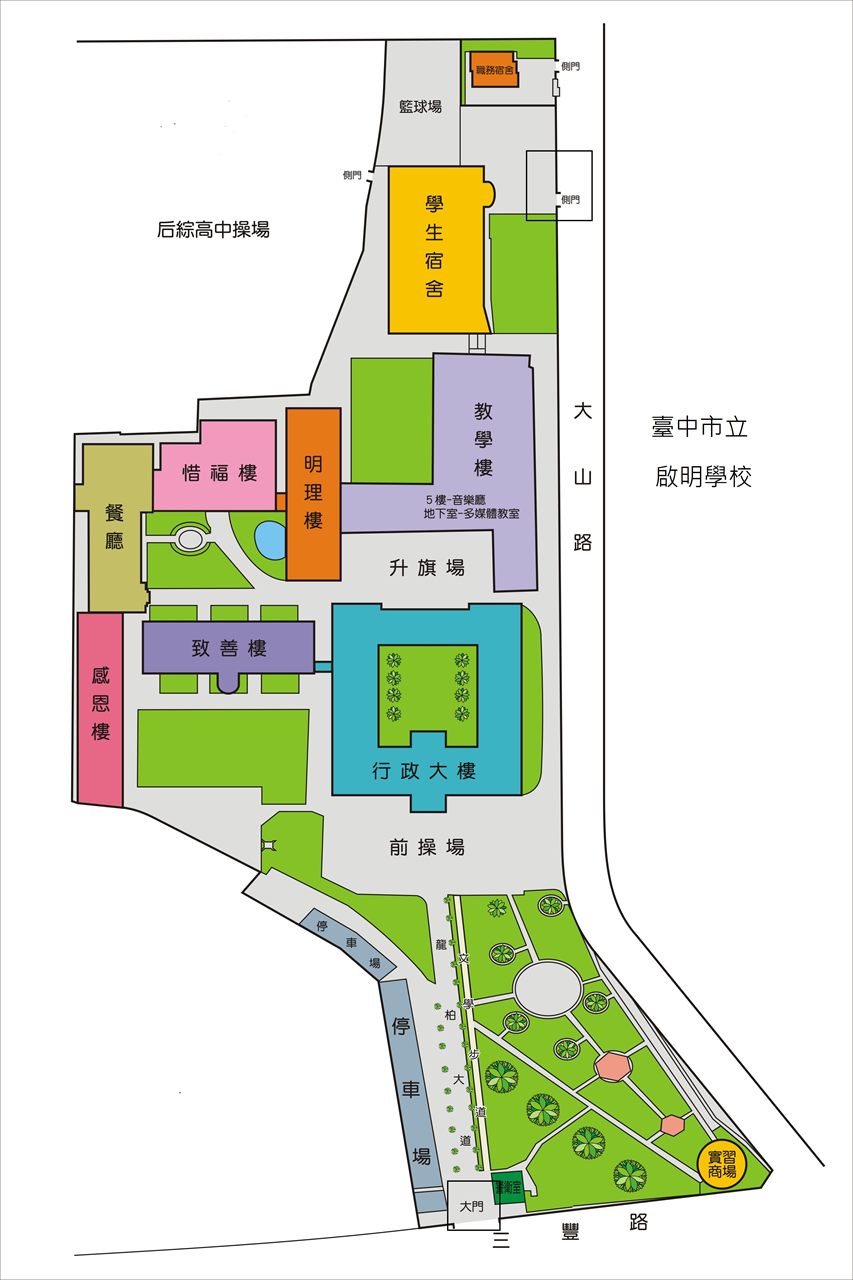 職務宿舍
側門
籃球場
側門
側門
學生宿舍
后綜高中操場
大山路
臺中市立
啟明學校
教學樓
5樓-音樂廳
地下室-多媒體教室
明理樓
惜福樓
餐廳
升旗場
致善樓
感恩樓
行政大樓
前操場
停車場
龍柏大道
文學步道
停車場
實習
商場
警衛室
大門
三豐路